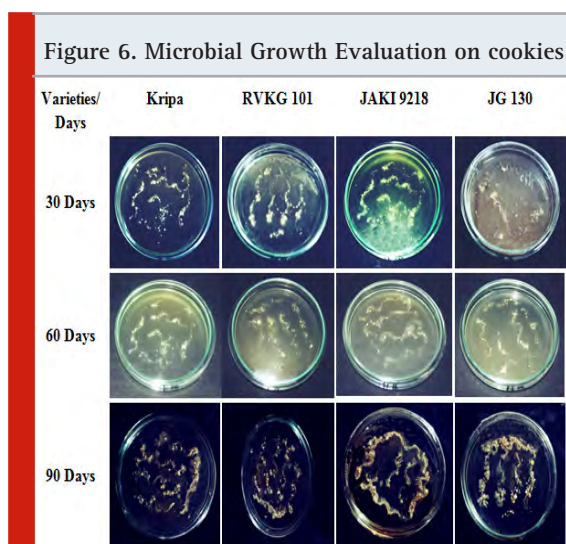 Figure 6. Microbial Growth Evaluation on cookies
Varieties/ Kripa RVKG 101 JAKI 9218 JG 130
Days
30 Days
60 Days
90 Days